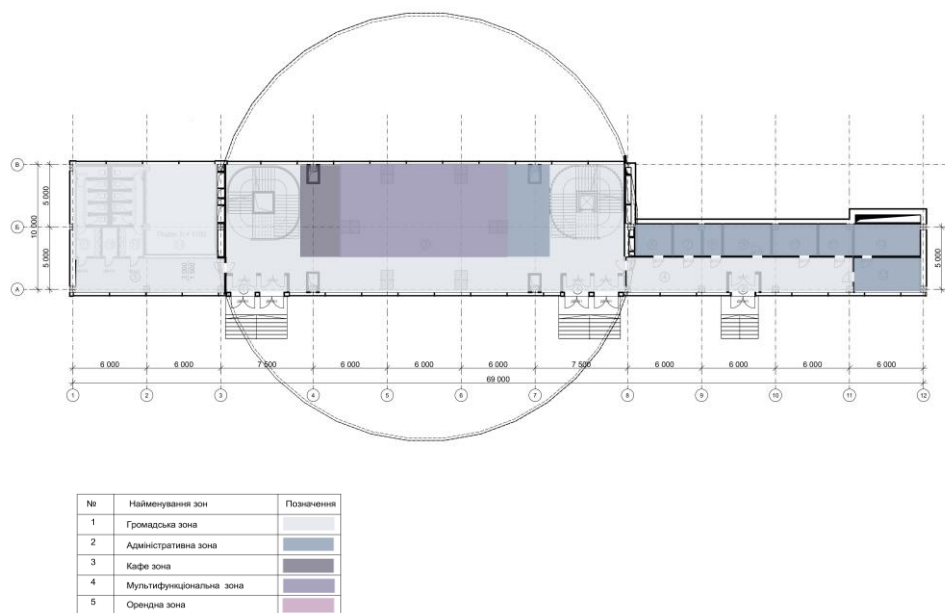 В
Б
А
5 000
5 000
10 000
5 000
6 000 6 000 7 500 6 000 6 000 6 000 7 500 6 000 6 000 6 000 6 000
69 000
1 2 3 4 5 6 7 8 9 10 11 12
№ Найменування зон Позначення
1 Громадська зона
2 Адміністративна зона
3 Кафе зона
4 Мультифункціональна зона
5 Орендна зона